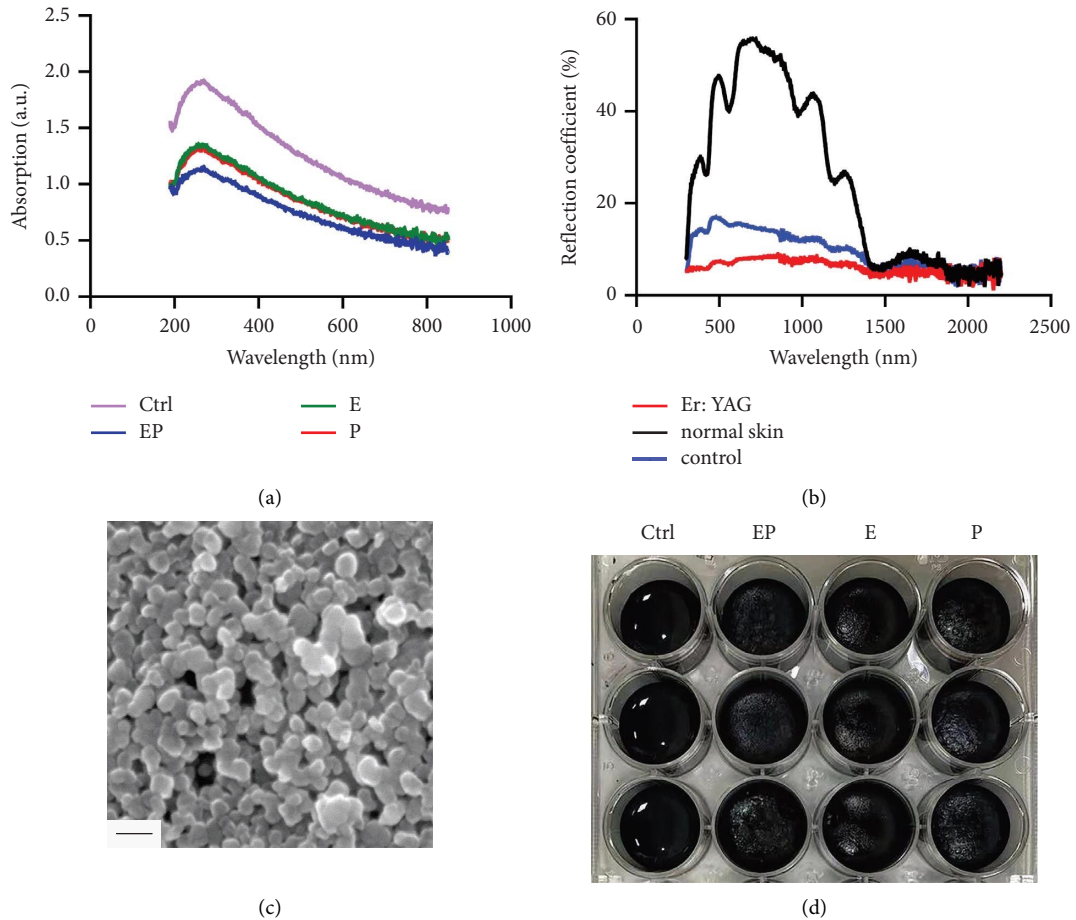 2.5
2.0
1.5
1.0
0.5
0.0
Absorption (a.u.)
0 200 400 600 800 1000
Wavelength (nm)
Ctrl E
EP P
(a)
60
40
20
0
Reflection coefficient (%)
0 500 1000 1500 2000 2500
Wavelength (nm)
Er: YAG
normal skin
control
(b)
(c)
Ctrl EP E P
(d)